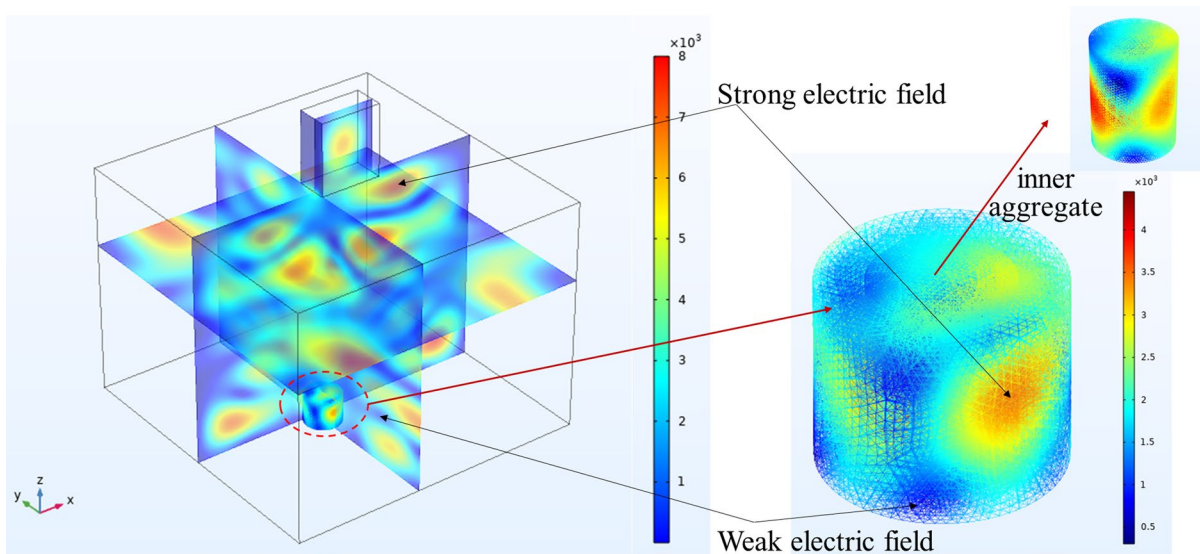 ×10³
8
7
6
5
4
3
2
1
z
y
x
Strong electric field
inner
aggregate
×10³
4
3.5
3
2.5
2
1.5
1
0.5
Weak electric field